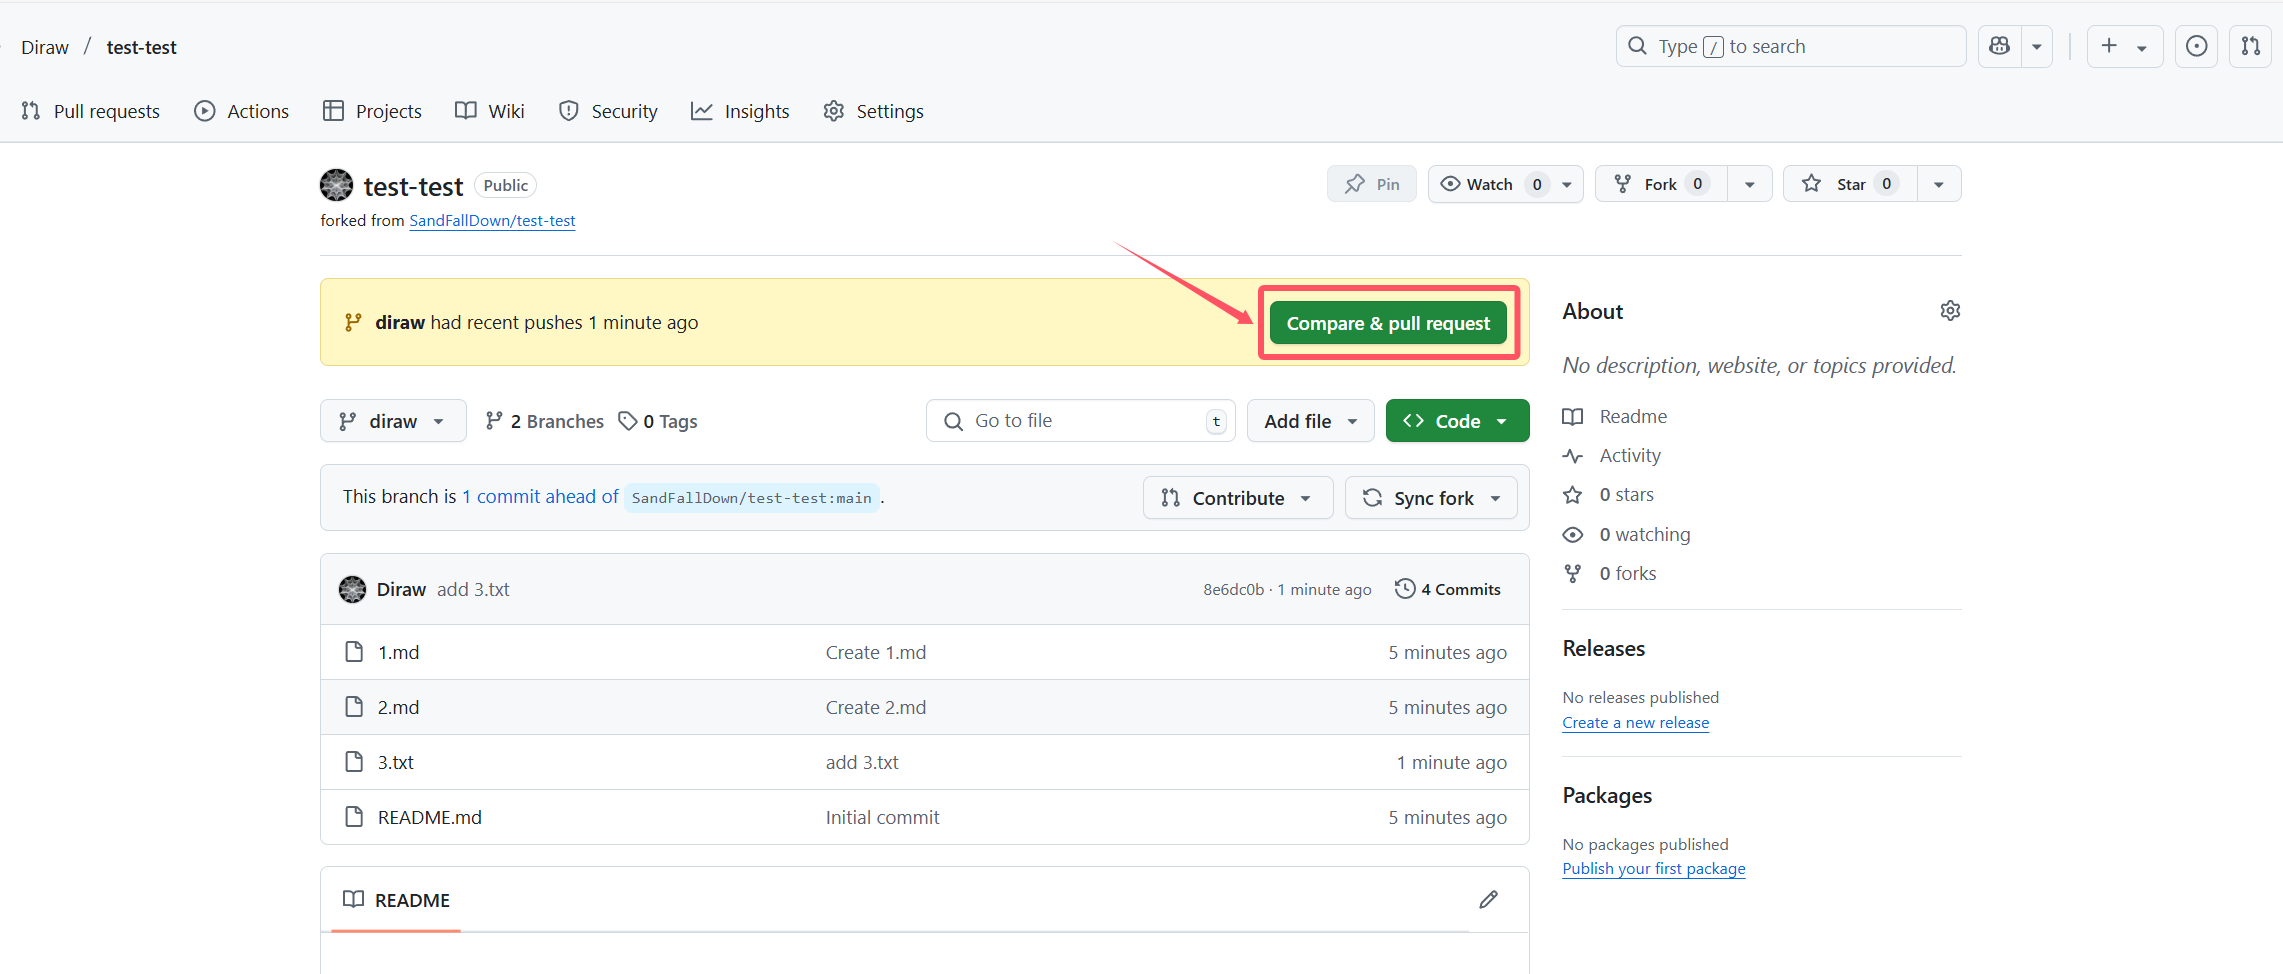 Diraw / test-test
Type / to search
Pull requests Actions Projects Wiki Security Insights Settings
test-test Public
Pin Watch 0 Fork 0 Star 0
forked from SandFallDown/test-test
diraw had recent pushes 1 minute ago Compare & pull request
diraw 2 Branches 0 Tags Go to file t Add file Code
This branch is 1 commit ahead of SandFallDown/test-test:main . Contribute Sync fork
Diraw add 3.txt 8e6dc0b · 1 minute ago 4 Commits
1.md Create 1.md 5 minutes ago
2.md Create 2.md 5 minutes ago
3.txt add 3.txt 1 minute ago
README.md Initial commit 5 minutes ago
README
About
No description, website, or topics provided.
Readme
Activity
0 stars
0 watching
0 forks
Releases
No releases published
Create a new release
Packages
No packages published
Publish your first package